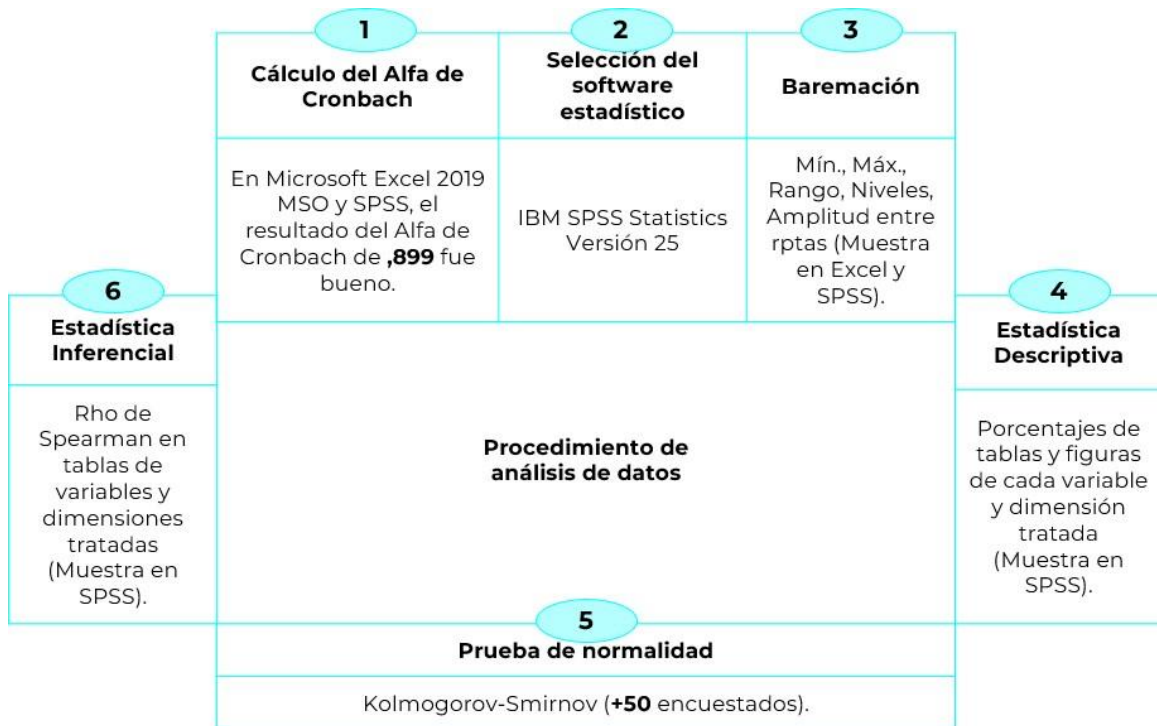 1
Cálculo del Alfa de
Cronbach
En Microsoft Excel 2019
MSO y SPSS, el
resultado del Alfa de
Cronbach de ,899 fue
bueno.
2
Selección del
software
estadístico
IBM SPSS Statistics
Versión 25
3
Baremación
Mín., Máx.,
Rango, Niveles,
Amplitud entre
rptas (Muestra
en Excel y
SPSS).
4
Estadística
Descriptiva
Porcentajes de
tablas y figuras
de cada variable
y dimensión
tratada
(Muestra en
SPSS).
5
Prueba de normalidad
Kolmogorov-Smirnov (+50 encuestados).
6
Estadística
Inferencial
Rho de
Spearman en
tablas de
variables y
dimensiones
tratadas
(Muestra en
SPSS).
Procedimiento de
análisis de datos